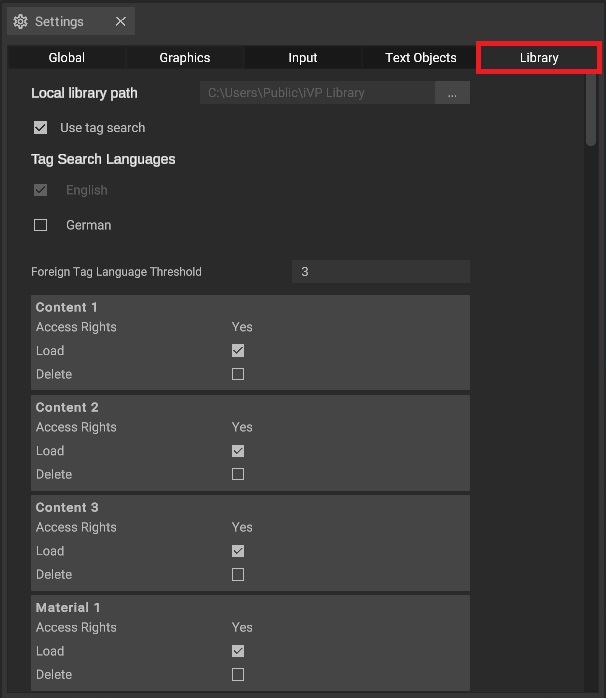 Settings
Global Graphics Input Text Objects Library
Local library path C:\Users\Public\iVP Library ...
Use tag search
Tag Search Languages
English
German
Foreign Tag Language Threshold 3
Content 1
Access Rights Yes
Load
Delete
Content 2
Access Rights Yes
Load
Delete
Content 3
Access Rights Yes
Load
Delete
Material 1
Access Rights Yes
Load
Delete